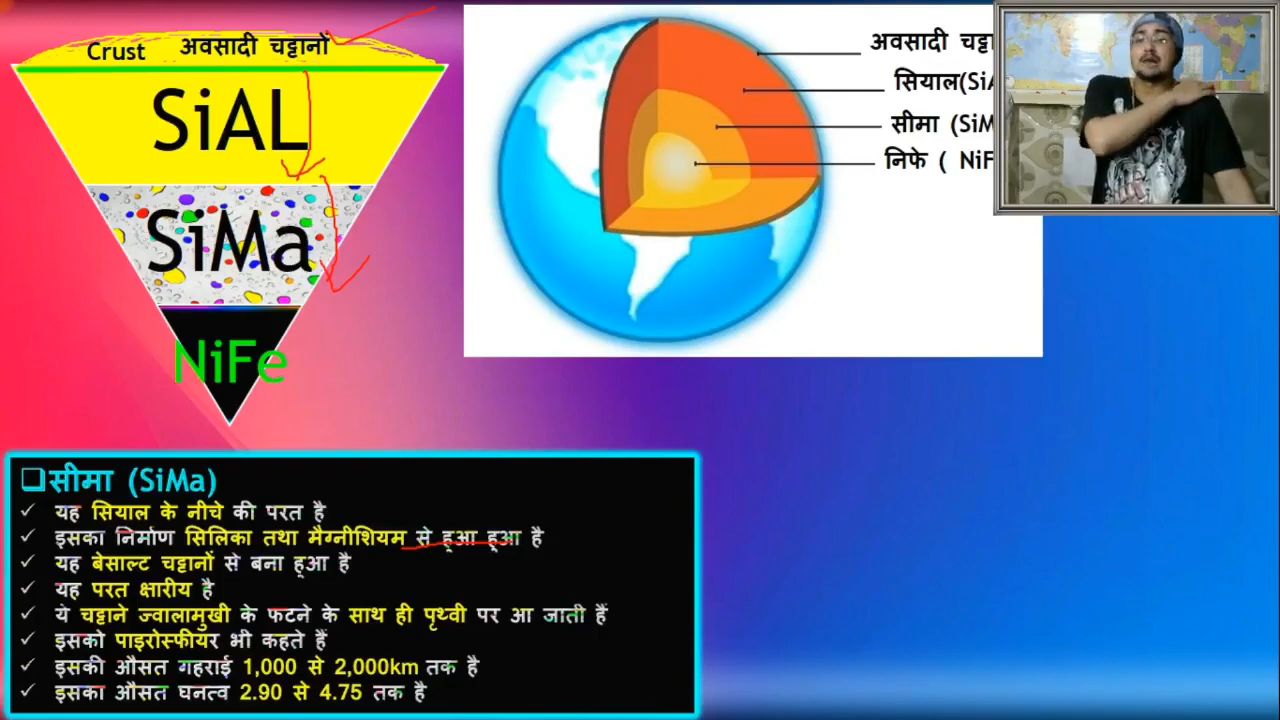 Crust अवसादी चट्टानों
SiAL
SiMa
NiFe
अवसादी चट्टा
सियाल(SiA
सीमा (SiM
निफे ( NiF
सीमा (SiMa)
यह सियाल के नीचे की परत है
इसका निर्माण सिलिका तथा मैग्नीशियम से हुआ हुआ है
यह बेसाल्ट चट्टानों से बना हुआ है
यह परत क्षारीय है
ये चट्टाने ज्वालामुखी के फटने के साथ ही पृथ्वी पर आ जाती हैं
इसको पाइरोस्फीयर भी कहते हैं
इसकी औसत गहराई 1,000 से 2,000km तक है
इसका औसत घनत्व 2.90 से 4.75 तक है